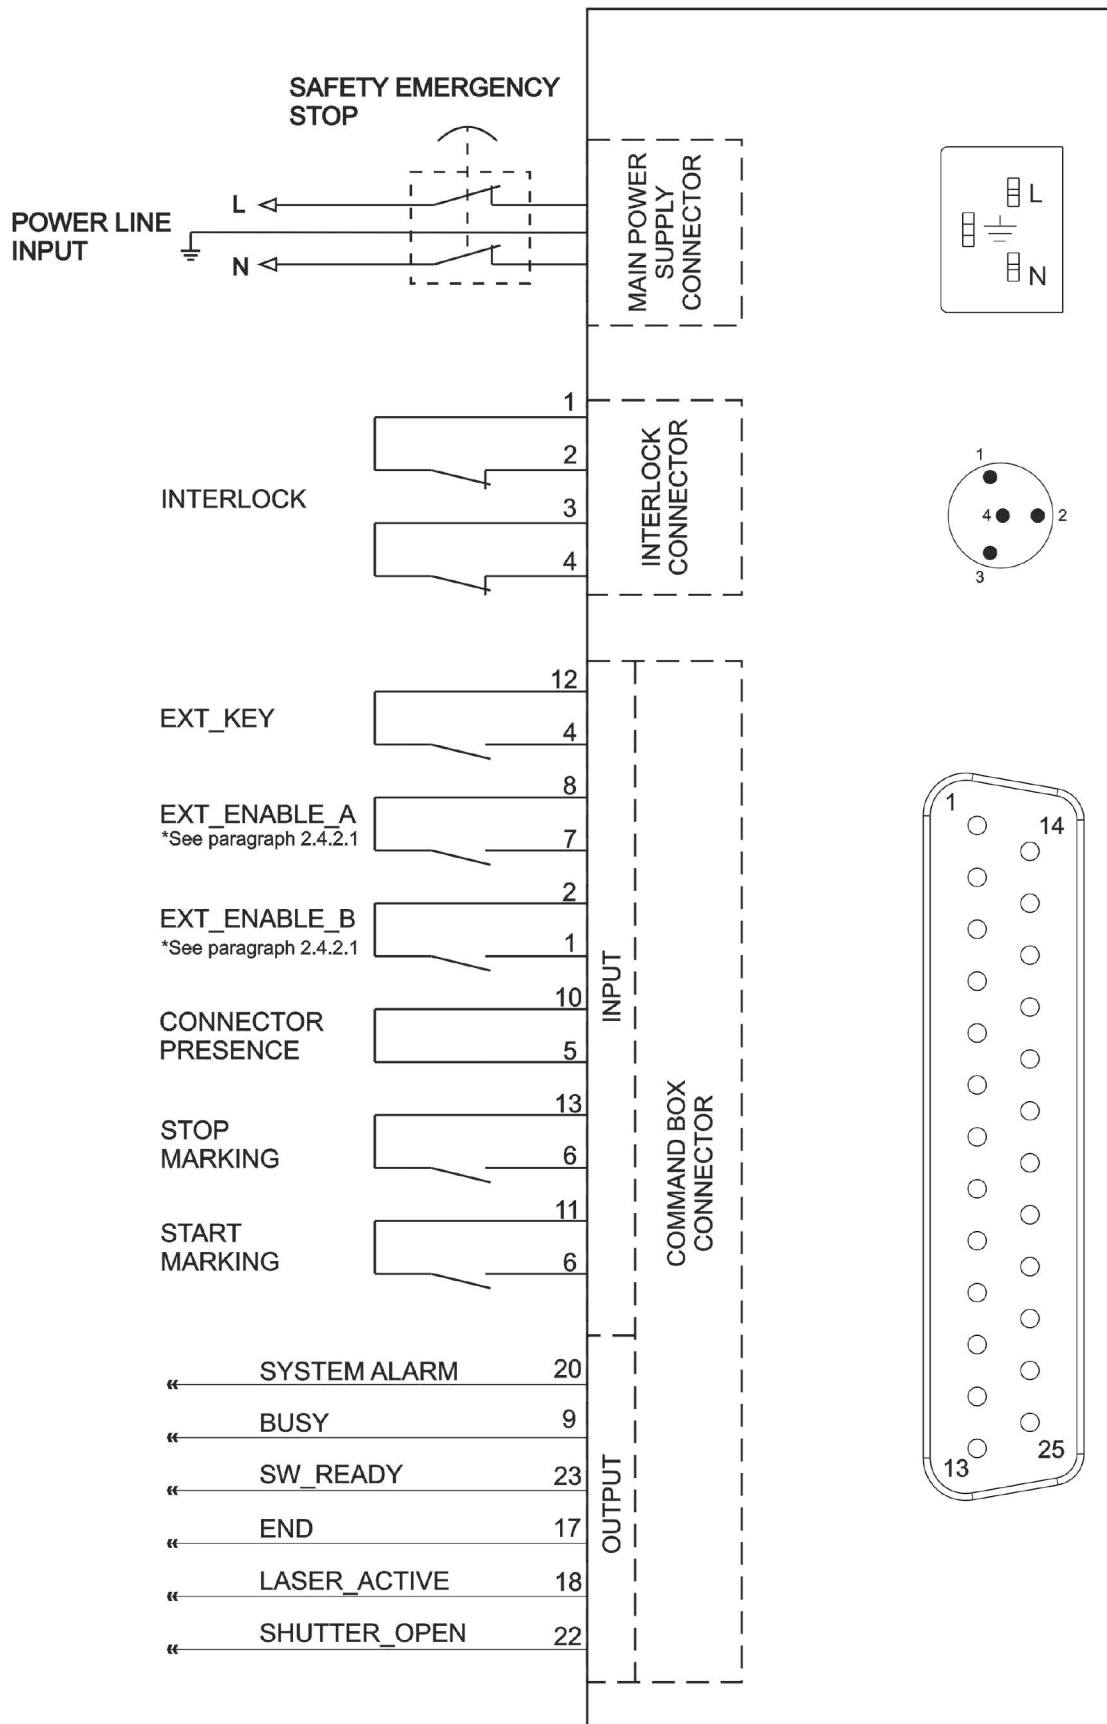 SAFETY EMERGENCY
STOP
POWER LINE
INPUT
L
N
MAIN POWER
SUPPLY
CONNECTOR
L
N
INTERLOCK
1
2
3
4
INTERLOCK
CONNECTOR
1
4
2
3
EXT_KEY
12
4
EXT_ENABLE_A
*See paragraph 2.4.2.1
8
7
EXT_ENABLE_B
*See paragraph 2.4.2.1
2
1
CONNECTOR
PRESENCE
10
5
STOP
MARKING
13
6
START
MARKING
11
6
INPUT
COMMAND BOX
CONNECTOR
SYSTEM ALARM 20
BUSY 9
SW_READY 23
END 17
LASER_ACTIVE 18
SHUTTER_OPEN 22
OUTPUT
1
14
13
25